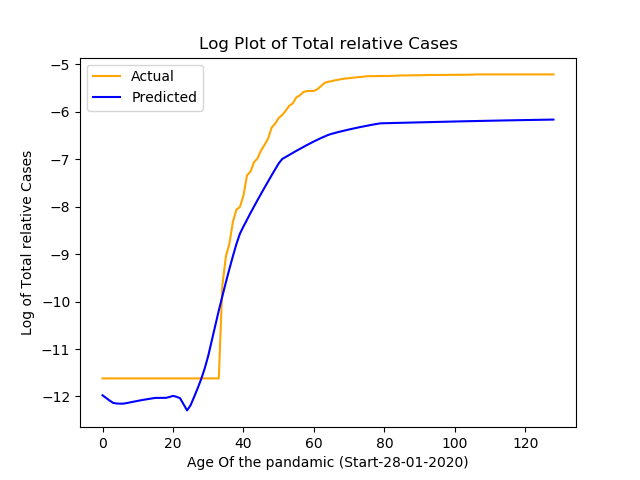 Log Plot of Total relative Cases
Actual
Predicted
Log of Total relative Cases
−5
−6
−7
−8
−9
−10
−11
−12
0 20 40 60 80 100 120
Age Of the pandamic (Start-28-01-2020)